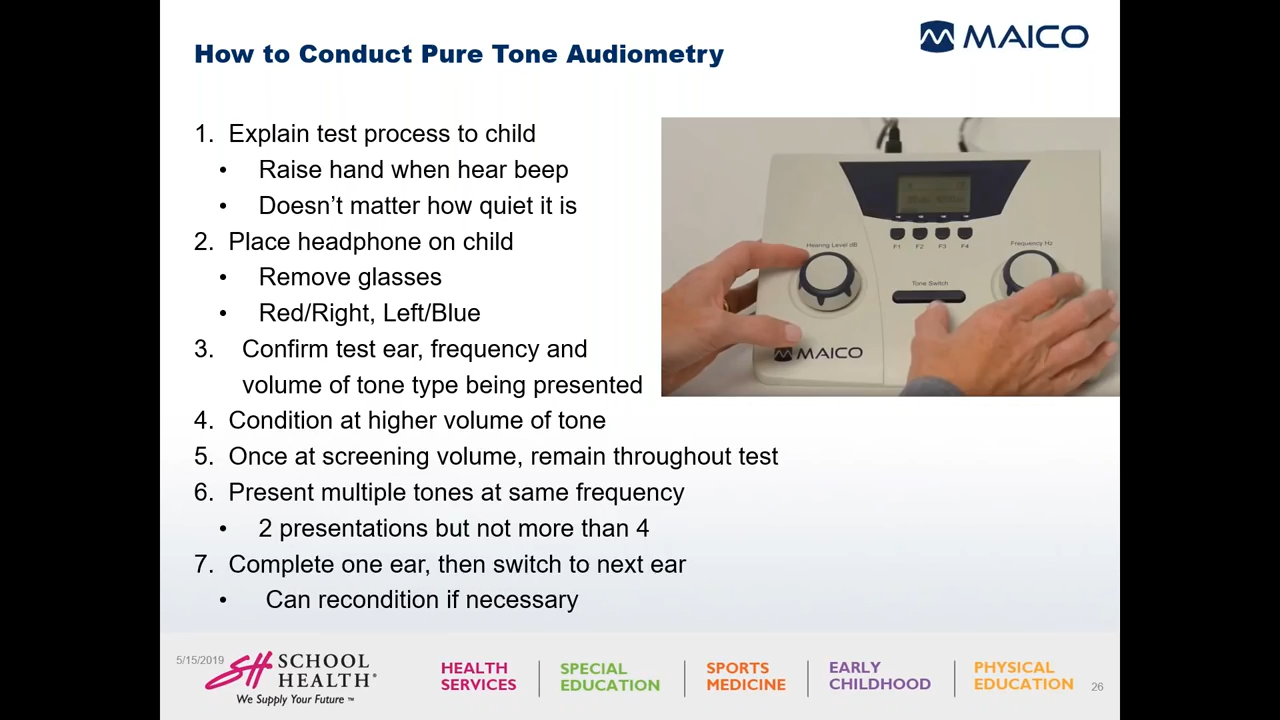 How to Conduct Pure Tone Audiometry
MAICO
1. Explain test process to child
• Raise hand when hear beep
• Doesn’t matter how quiet it is
2. Place headphone on child
• Remove glasses
• Red/Right, Left/Blue
3. Confirm test ear, frequency and
volume of tone type being presented
4. Condition at higher volume of tone
5. Once at screening volume, remain throughout test
6. Present multiple tones at same frequency
• 2 presentations but not more than 4
7. Complete one ear, then switch to next ear
• Can recondition if necessary
F1 F2 F3 F4
Hearing Level dB
Frequency Hz
Tone Switch
MAICO
5/15/2019
SCHOOL
HEALTH®
We Supply Your Future™
HEALTH
SERVICES
SPECIAL
EDUCATION
SPORTS
MEDICINE
EARLY
CHILDHOOD
PHYSICAL
EDUCATION
26